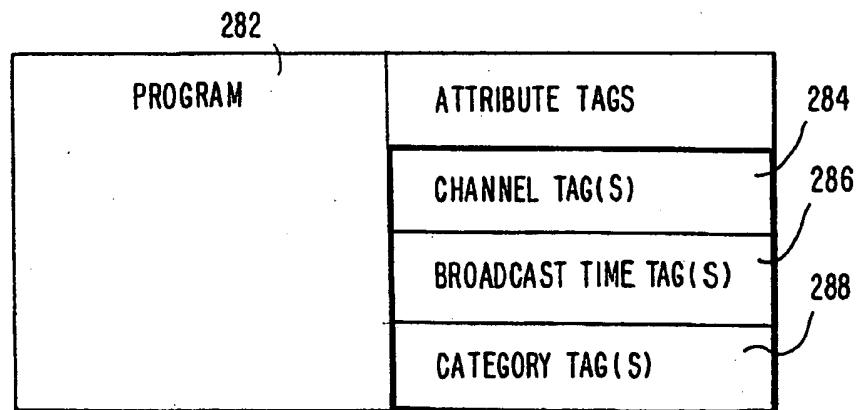 282
PROGRAM
ATTRIBUTE TAGS
284
CHANNEL TAG(S)
286
BROADCAST TIME TAG(S)
288
CATEGORY TAG(S)